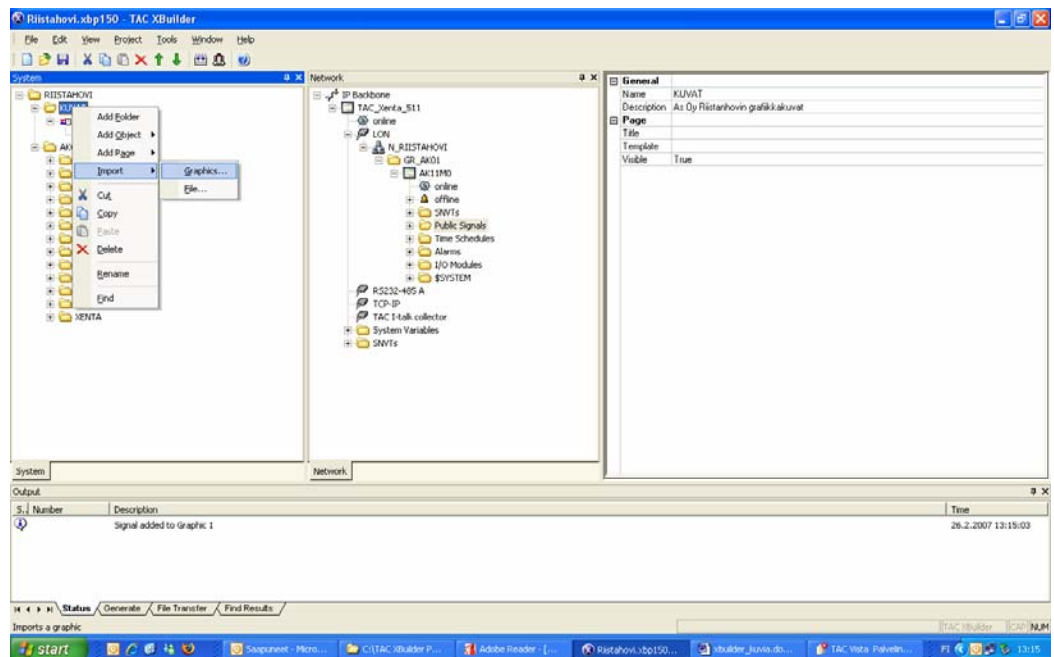 Riistahovi.xbp150 - TAC XBuilder
File Edit View Project Tools Window Help
System
RIISTAHOVI
KUVAT
XENTA
Add Folder
Add Object
Add Page
Import
Cut
Copy
Paste
Delete
Rename
Find
Graphics...
File...
System
Network
IP Backbone
TAC_Xenta_511
online
LON
N_RIISTAHOVI
GR_AK01
AK11M0
online
offline
SNVTs
Public Signals
Time Schedules
Alarms
I/O Modules
$SYSTEM
RS232-485 A
TCP-IP
TAC I-talk collector
System Variables
SNVTs
Network
General
Name KUVAT
Description As Oy Riistanhovin grafiikkakuvat
Page
Title
Template
Visible True
Output
S.. Number Description Time
Signal added to Graphic 1 26.2.2007 13:15:03
Status Generate File Transfer Find Results
Imports a graphic TAC XBuilder CAP NUM
start Saapuneet - Micro... C:\TAC XBuilder P... Adobe Reader - [... Riistahovi.xbp150... xbuilder_kuvia.do... TAC Vista Palvelin... FI 13:15